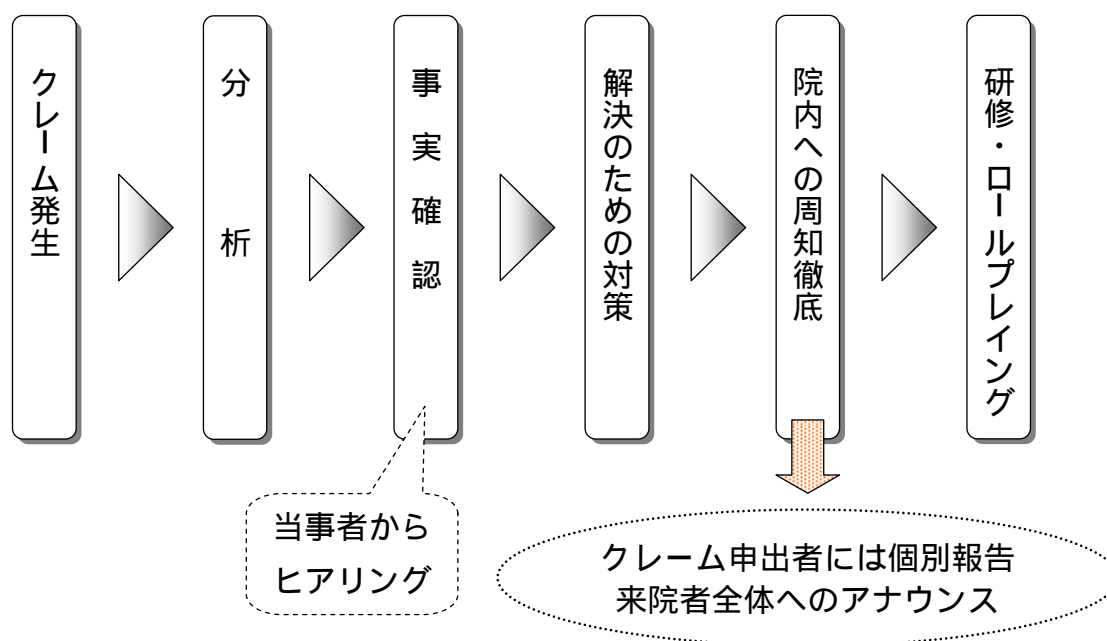 クレーム発生
分析
事実確認
解決のための対策
院内への周知徹底
研修・ロールプレイング
当事者から
ヒアリング
クレーム申出者には個別報告
来院者全体へのアナウンス